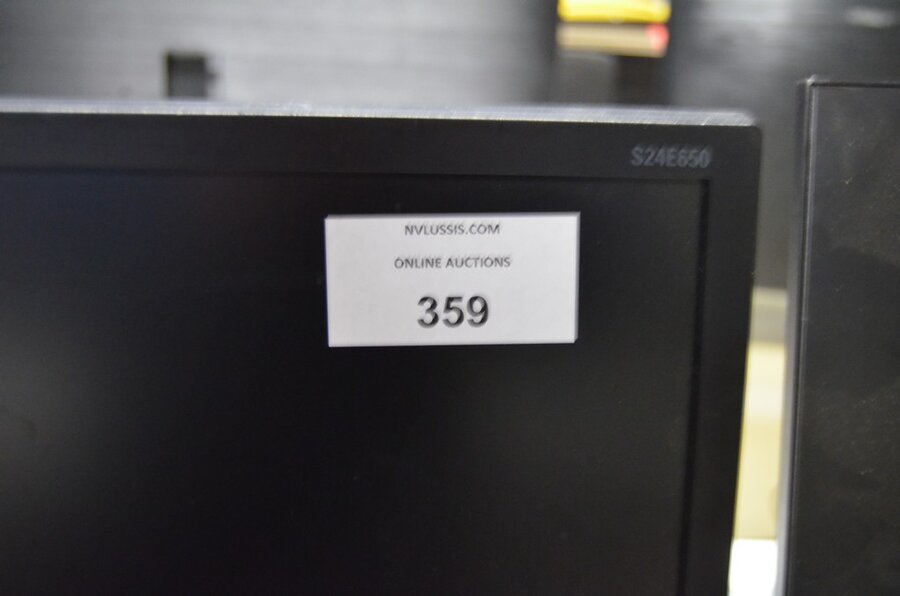 S24E650
NVLUSSIS.COM
ONLINE AUCTIONS
359